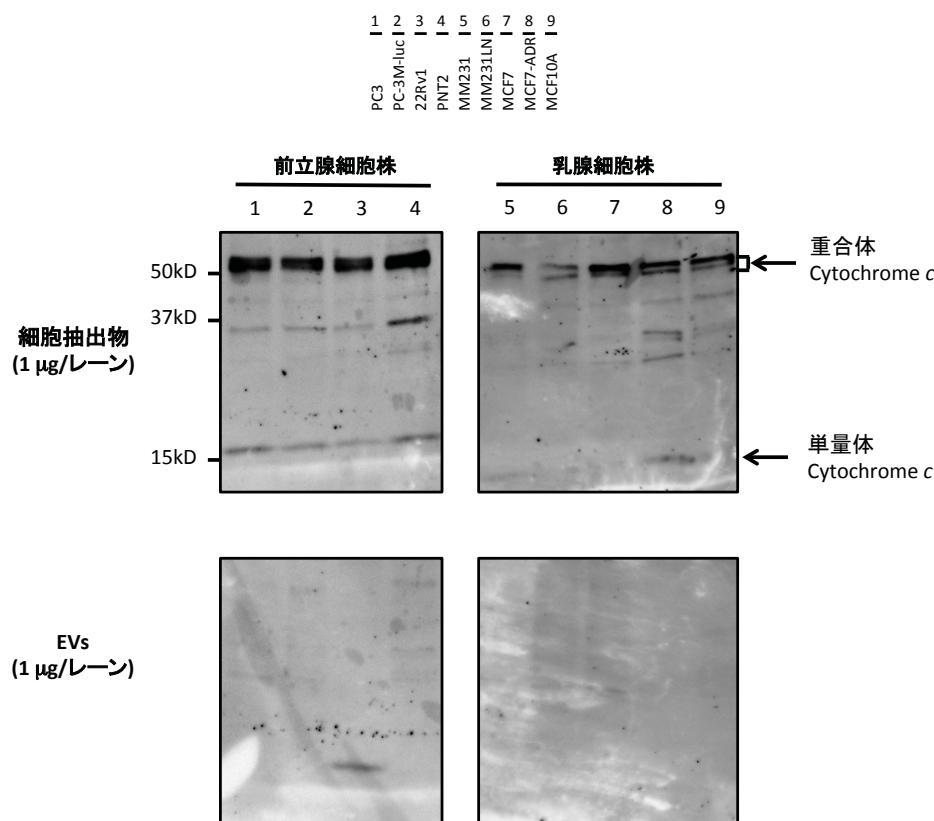 1 2 3 4 5 6 7 8 9
PC3
PC-3M-luc
22Rv1
PNT2
MM231
MM231LN
MCF7
MCF7-ADR
MCF10A
前立腺細胞株
乳腺細胞株
1 2 3 4
5 6 7 8 9
50kD
37kD
15kD
細胞抽出物
(1 μg/レーン)
重合体
Cytochrome c
単量体
Cytochrome c
EVs
(1 μg/レーン)